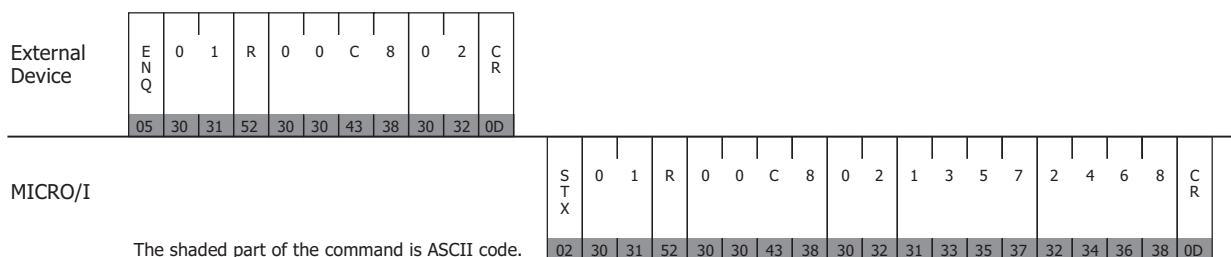 External Device
E N Q 0 1 R 0 0 C 8 0 2 C R
05 30 31 52 30 30 43 38 30 32 0D
MICRO/I
S T X 0 1 R 0 0 C 8 0 2 1 3 5 7 2 4 6 8 C R
The shaded part of the command is ASCII code.
02 30 31 52 30 30 43 38 30 32 31 33 35 37 32 34 36 38 0D